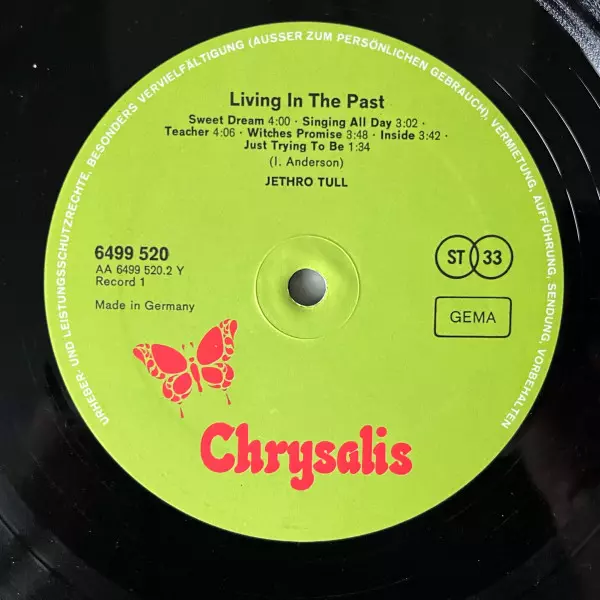 URHEBER- UND LEISTUNGSSCHUTZRECHTE, BESONDERS VERVIELFÄLTIGUNG (AUSSER ZUM PERSÖNLICHEN GEBRAUCH), VERMIETUNG, AUFFÜHRUNG, SENDUNG, VORBEHALTEN
Living In The Past
Sweet Dream 4:00 · Singing All Day 3:02 ·
Teacher 4:06 · Witches Promise 3:48 · Inside 3:42 ·
Just Trying To Be 1:34
(I. Anderson)
JETHRO TULL
6499 520
AA 6499 520.2 Y
Record 1
Made in Germany
ST 33
GEMA
Chrysalis